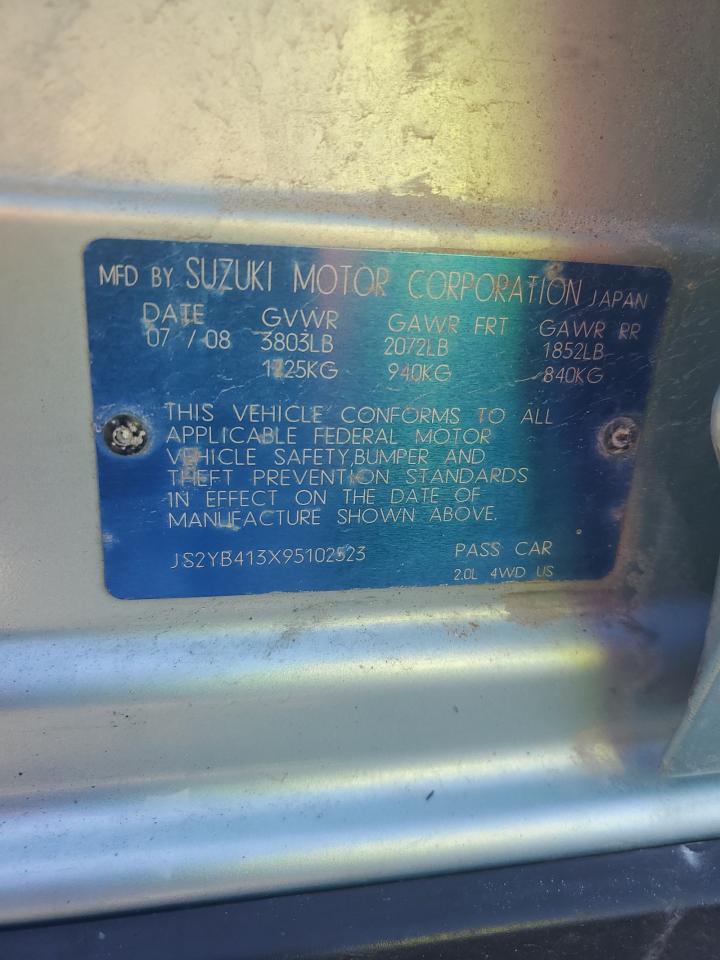 MFD BY SUZUKI MOTOR CORPORATION JAPAN
DATE GVWR GAWR FRT GAWR RR
07 / 08 3803LB 2072LB 1852LB
1725KG 940KG 840KG
THIS VEHICLE CONFORMS TO ALL
APPLICABLE FEDERAL MOTOR
VEHICLE SAFETY,BUMPER AND
THEFT PREVENTION STANDARDS
IN EFFECT ON THE DATE OF
MANUFACTURE SHOWN ABOVE.
JS2YB413X95102523 PASS CAR
2.0L 4WD US